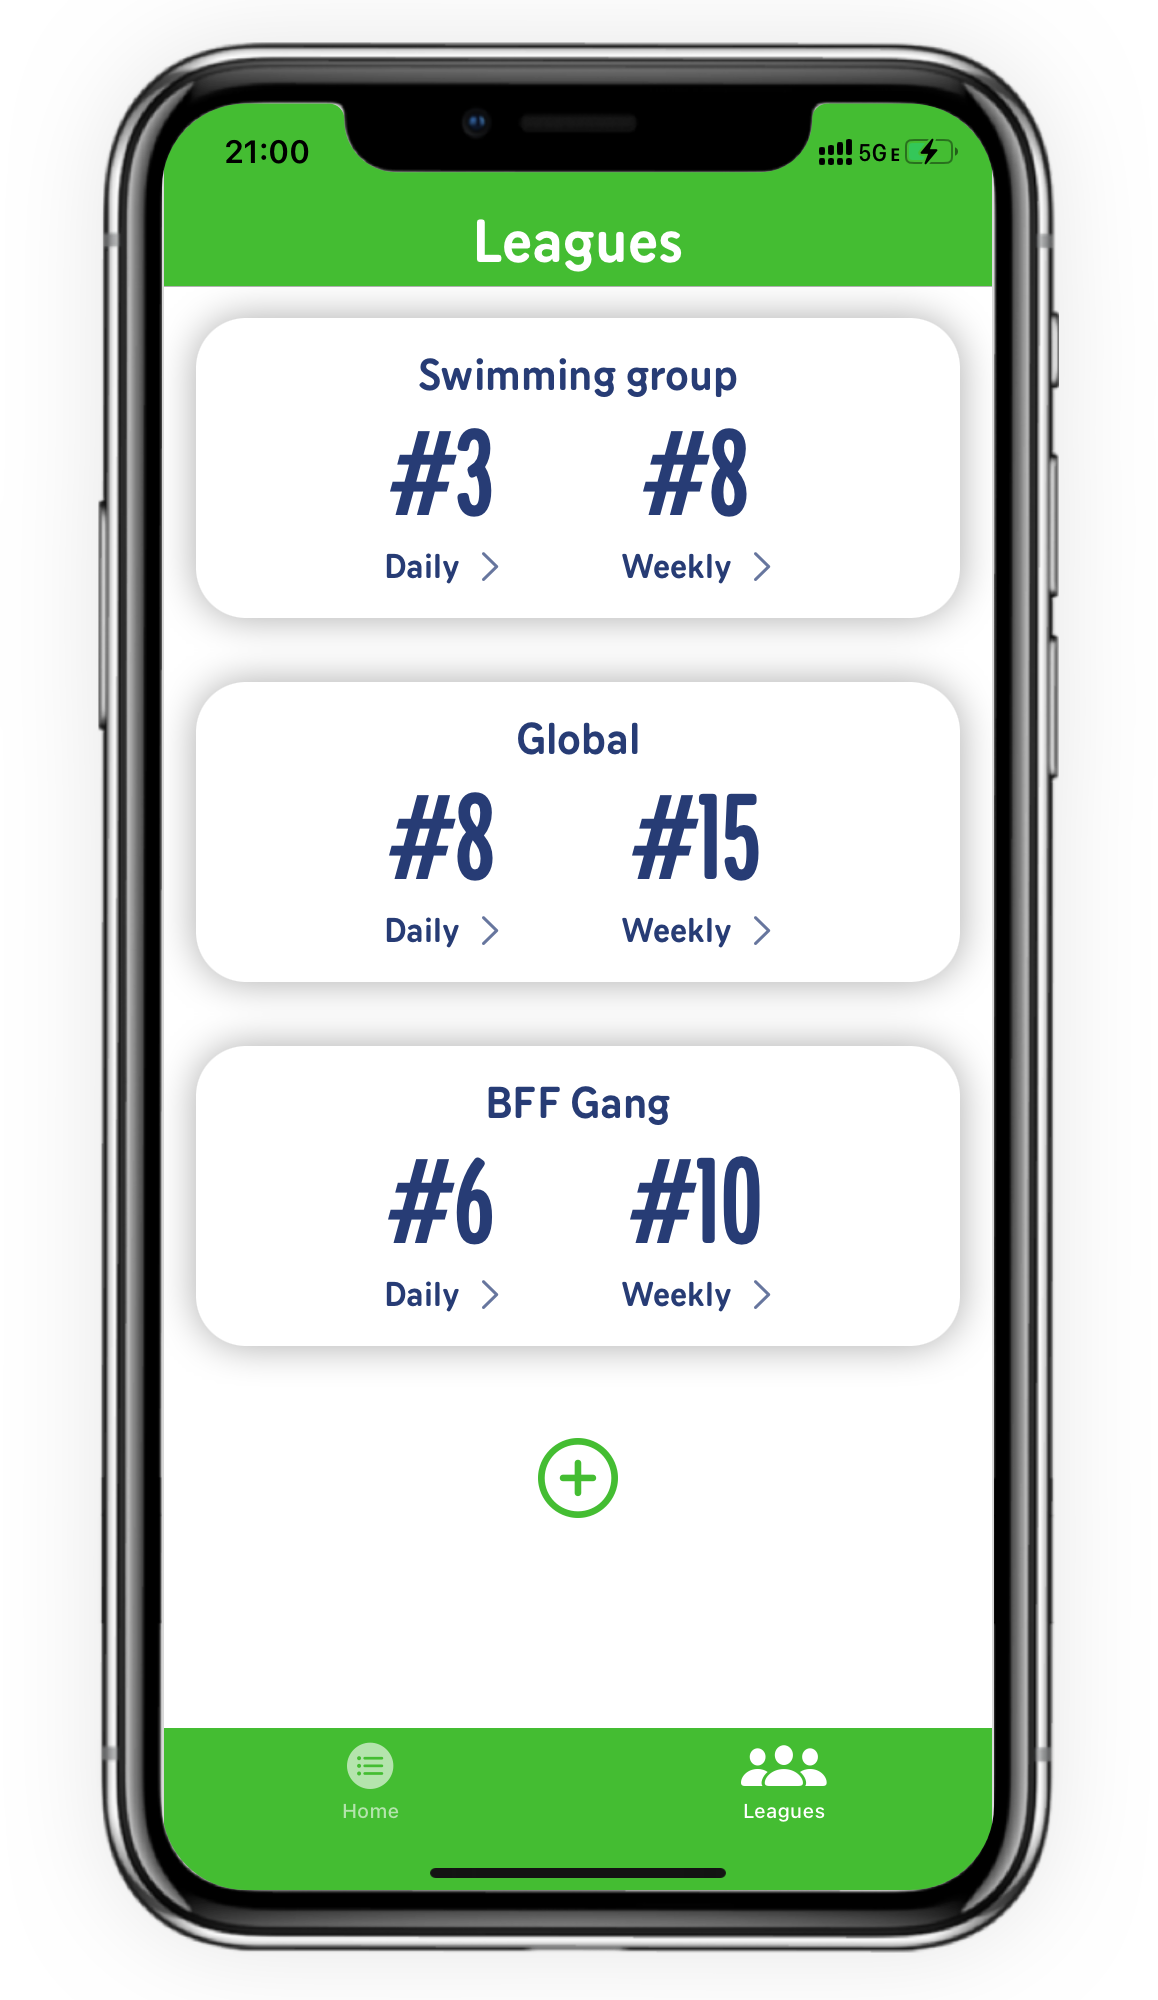 21:00 5G E
Leagues
Swimming group
#3 #8
Daily Weekly
Global
#8 #15
Daily Weekly
BFF Gang
#6 #10
Daily Weekly
Home Leagues